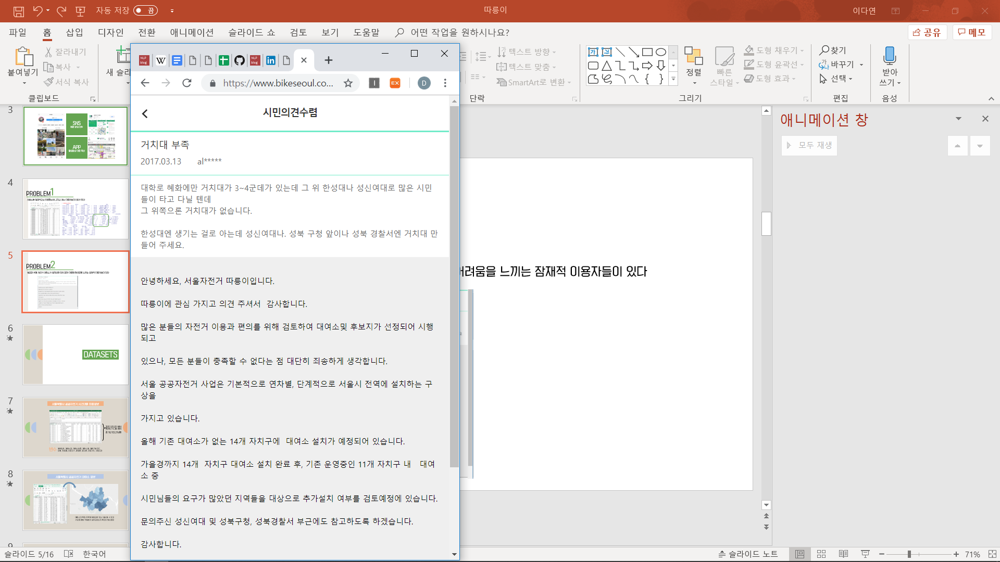 자동 저장 끔
따릉이
이다연
파일 홈 삽입 디자인 전환 애니메이션 슬라이드 쇼 검토 보기 도움말 어떤 작업을 원하시나요?
공유 메모
붙여넣기
잘라내기
복사
서식 복사
클립보드
새 슬라
텍스트 방향
텍스트 맞춤
SmartArt로 변환
단락
정렬
빠른
스타일
도형 채우기
도형 윤곽선
도형 효과
그리기
찾기
바꾸기
선택
편집
받아
쓰기
음성
https://www.bikeseoul.co...
D
시민의견수렴
거치대 부족
2017.03.13 al*****
대학로 혜화에만 거치대가 3~4군데가 있는데 그 위 한성대나 성신여대로 많은 시민
들이 타고 다닐 텐데
그 위쪽으론 거치대가 없습니다.
한성대엔 생기는 걸로 아는데 성신여대나. 성북 구청 앞이나 성북 경찰서엔 거치대 만
들어 주세요.
안녕하세요, 서울자전거 따릉이입니다.
따릉이에 관심 가지고 의견 주셔서 감사합니다.
많은 분들의 자전거 이용과 편의를 위해 검토하여 대여소및 후보지가 선정되어 시행
되고
있으나, 모든 분들이 충족할 수 없다는 점 대단히 죄송하게 생각합니다.
서울 공공자전거 사업은 기본적으로 연차별, 단계적으로 서울시 전역에 설치하는 구
상을
가지고 있습니다.
올해 기존 대여소가 없는 14개 자치구에 대여소 설치가 예정되어 있습니다.
가을경까지 14개 자치구 대여소 설치 완료 후, 기존 운영중인 11개 자치구 내 대여
소 중
시민님들의 요구가 많았던 지역들을 대상으로 추가설치 여부를 검토예정에 있습니다.
문의주신 성신여대 및 성북구청, 성북경찰서 부근에도 참고하도록 하겠습니다.
감사합니다.
3
SNS
APP
4
PROBLEM1
5
PROBLEM2
6
DATASETS
7
8
9
어려움을 느끼는 잠재적 이용자들이 있다
애니메이션 창
모두 재생
슬라이드 5/16 한국어
슬라이드 노트
71%